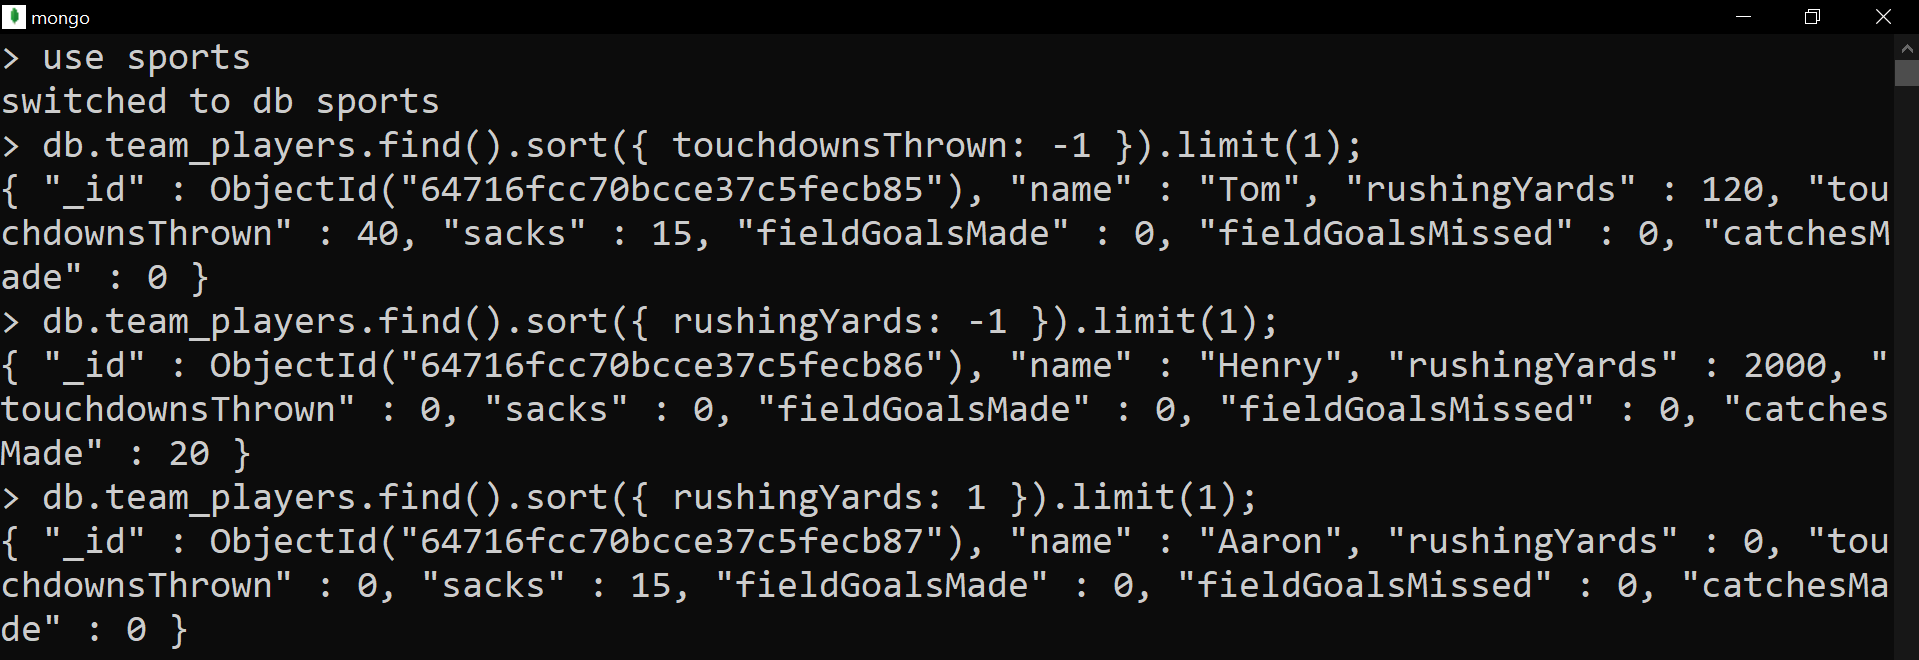 mongo
> use sports
switched to db sports
> db.team_players.find().sort({ touchdownsThrown: -1 }).limit(1);
{ "_id" : ObjectId("64716fcc70bcce37c5fecb85"), "name" : "Tom", "rushingYards" : 120, "tou
chdownsThrown" : 40, "sacks" : 15, "fieldGoalsMade" : 0, "fieldGoalsMissed" : 0, "catchesM
ade" : 0 }
> db.team_players.find().sort({ rushingYards: -1 }).limit(1);
{ "_id" : ObjectId("64716fcc70bcce37c5fecb86"), "name" : "Henry", "rushingYards" : 2000, "
touchdownsThrown" : 0, "sacks" : 0, "fieldGoalsMade" : 0, "fieldGoalsMissed" : 0, "catches
Made" : 20 }
> db.team_players.find().sort({ rushingYards: 1 }).limit(1);
{ "_id" : ObjectId("64716fcc70bcce37c5fecb87"), "name" : "Aaron", "rushingYards" : 0, "tou
chdownsThrown" : 0, "sacks" : 15, "fieldGoalsMade" : 0, "fieldGoalsMissed" : 0, "catchesMa
de" : 0 }